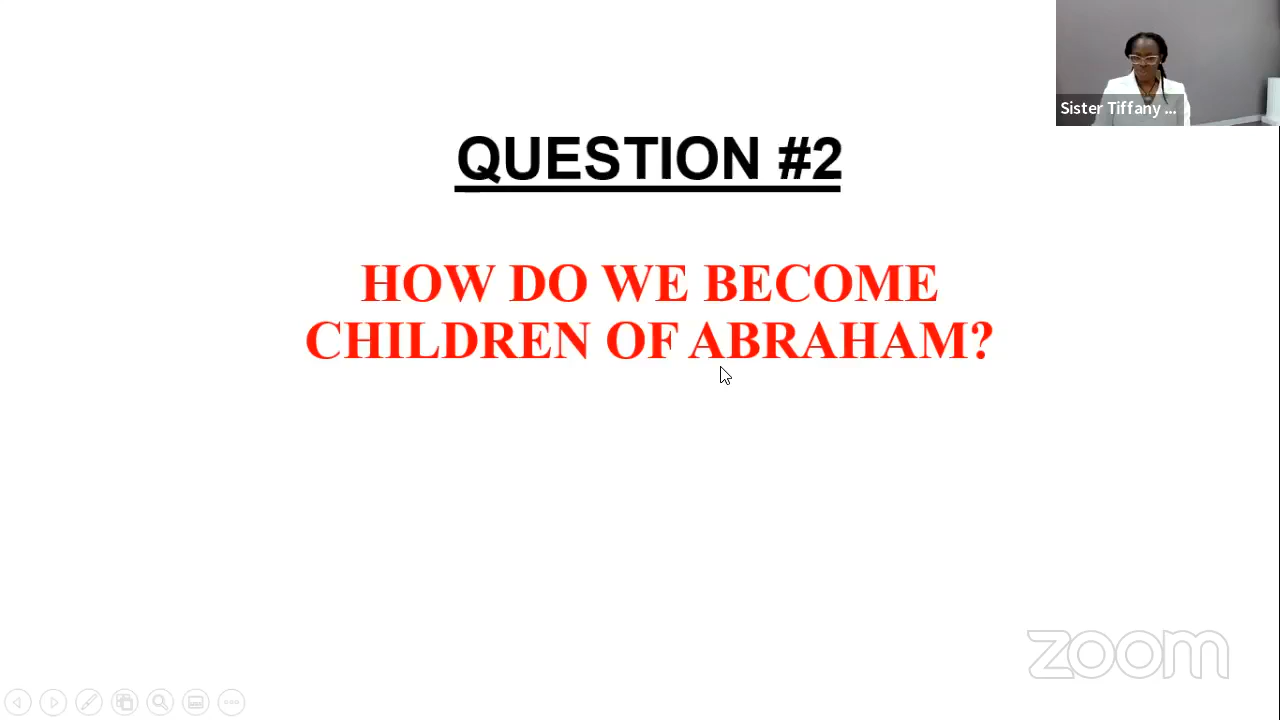 Sister Tiffany ...
QUESTION #2
HOW DO WE BECOME
CHILDREN OF ABRAHAM?
zoom